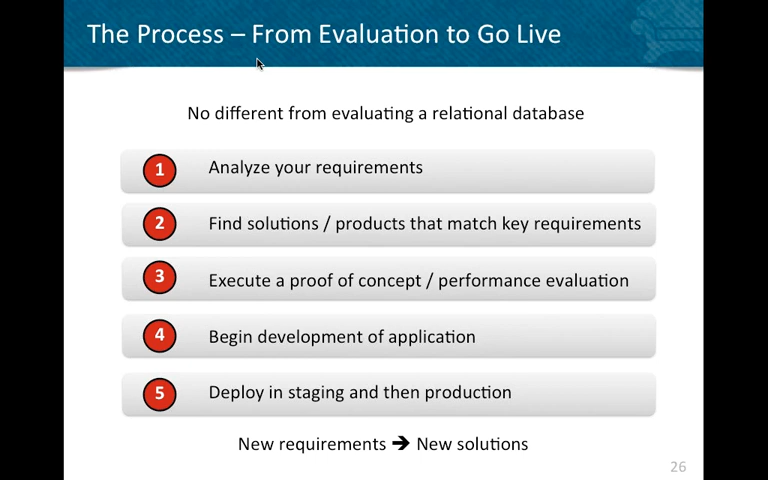 The Process – From Evaluation to Go Live
No different from evaluating a relational database
1 Analyze your requirements
2 Find solutions / products that match key requirements
3 Execute a proof of concept / performance evaluation
4 Begin development of application
5 Deploy in staging and then production
New requirements ➔ New solutions
26